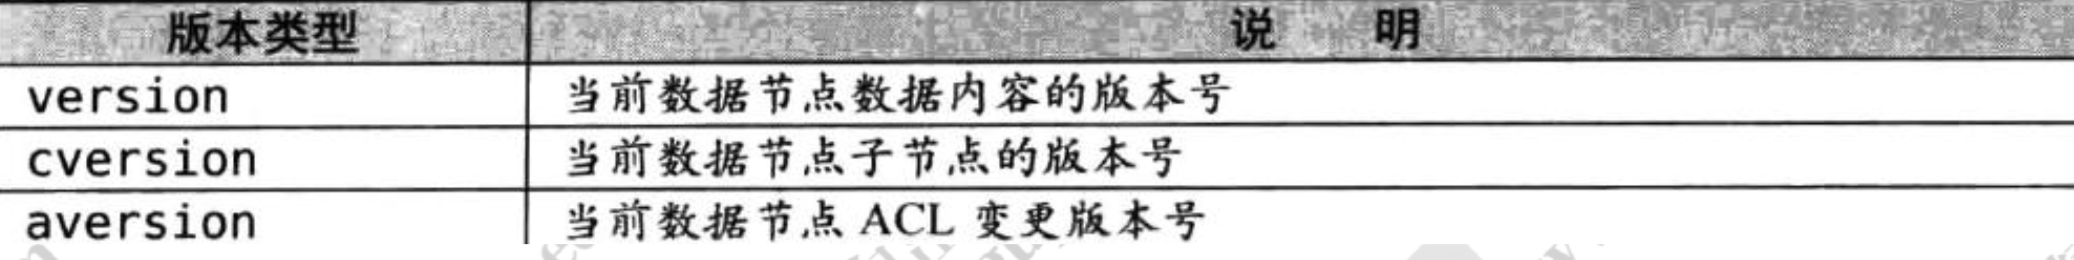 版本类型 说 明
version 当前数据节点数据内容的版本号
cversion 当前数据节点子节点的版本号
aversion 当前数据节点 ACL 变更版本号